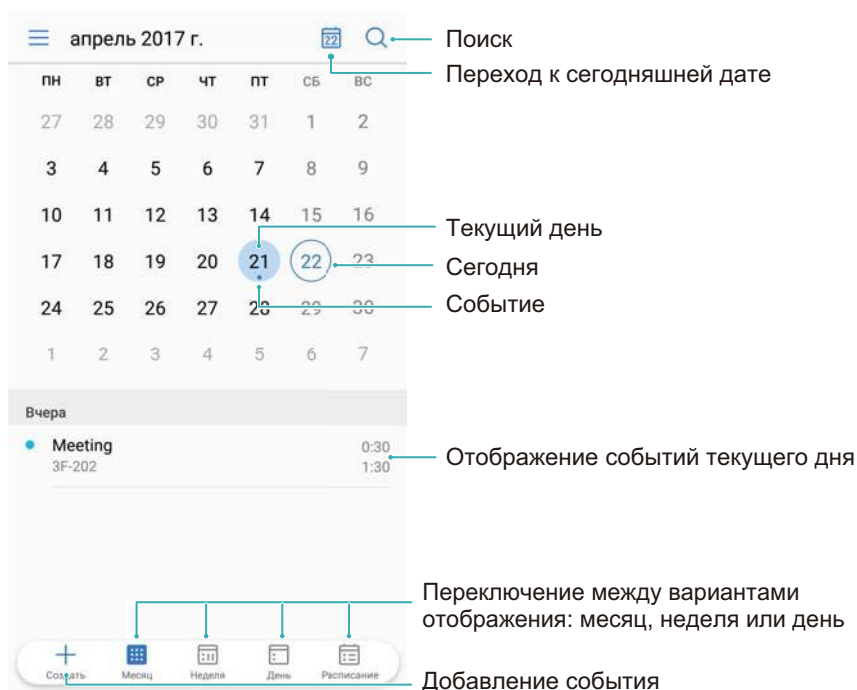 апрель 2017 г.
22
Поиск
Переход к сегодняшней дате
ПН ВТ СР ЧТ ПТ СБ ВС
27 28 29 30 31 1 2
3 4 5 6 7 8 9
10 11 12 13 14 15 16
Текущий день
17 18 19 20 21 22 23
Сегодня
Событие
24 25 26 27 28 29 30
1 2 3 4 5 6 7
Вчера
Meeting 0:30
3F-202 1:30
Отображение событий текущего дня
Переключение между вариантами
отображения: месяц, неделя или день
Создать Месяц Неделя День Расписание
Добавление события